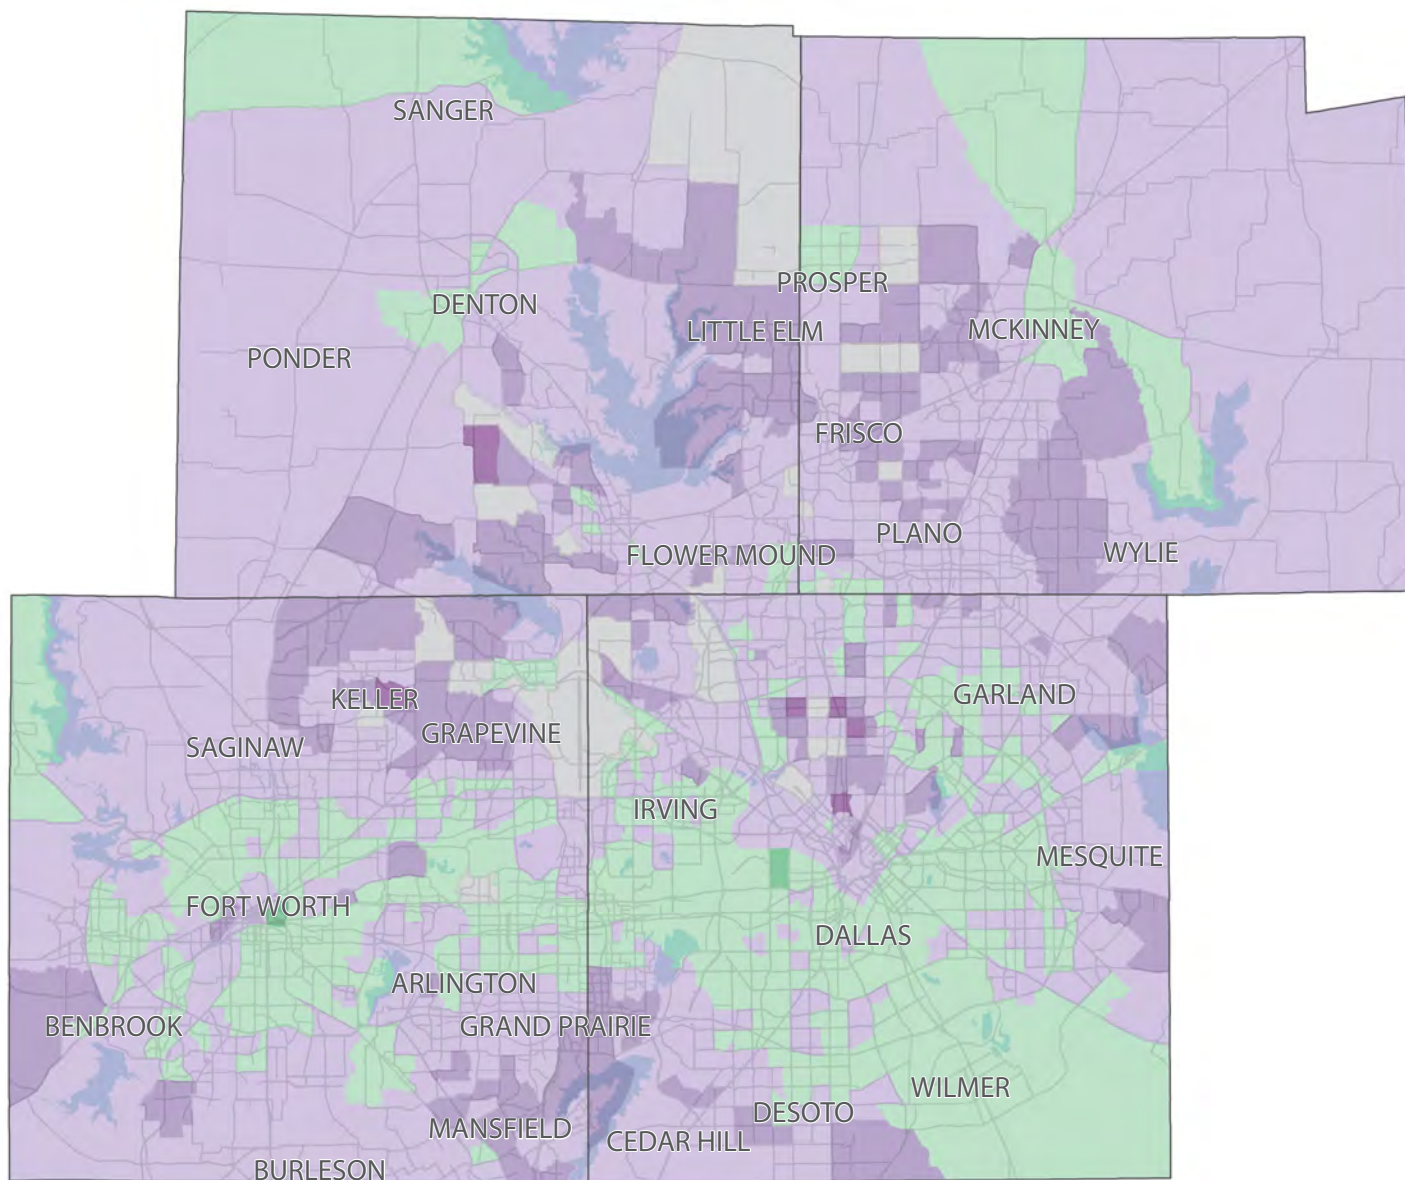 SANGER
PROSPER
DENTON
LITTLE ELM
MCKINNEY
PONDER
FRISCO
PLANO
FLOWER MOUND
WYLIE
KELLER
GARLAND
GRAPEVINE
SAGINAW
IRVING
MESQUITE
FORT WORTH
DALLAS
ARLINGTON
BENBROOK
GRAND PRAIRIE
WILMER
DESOTO
MANSFIELD
CEDAR HILL
BURLESON